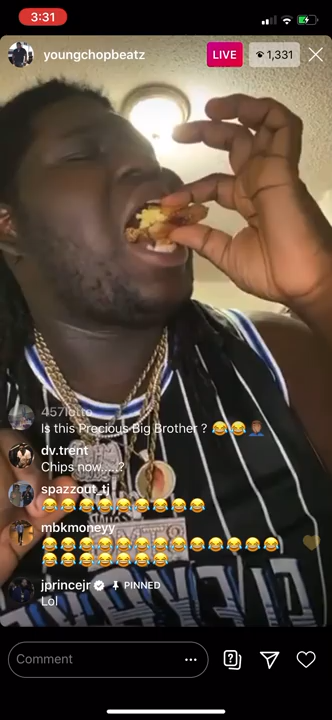 3:31
youngchopbeatz
LIVE
1,331
457lotto
Is this Precious Big Brother ? 😂😂🤦🏾‍♂️
dv.trent
Chips now.....?
spazzout_tj
😂😂😂😂😂😂😂😂😂
mbkmoneyy
😂😂😂😂😂😂😂😂😂😂😂😂😂
😂😂😂😂😂😂😂
jprincejr PINNED
Lol
Comment